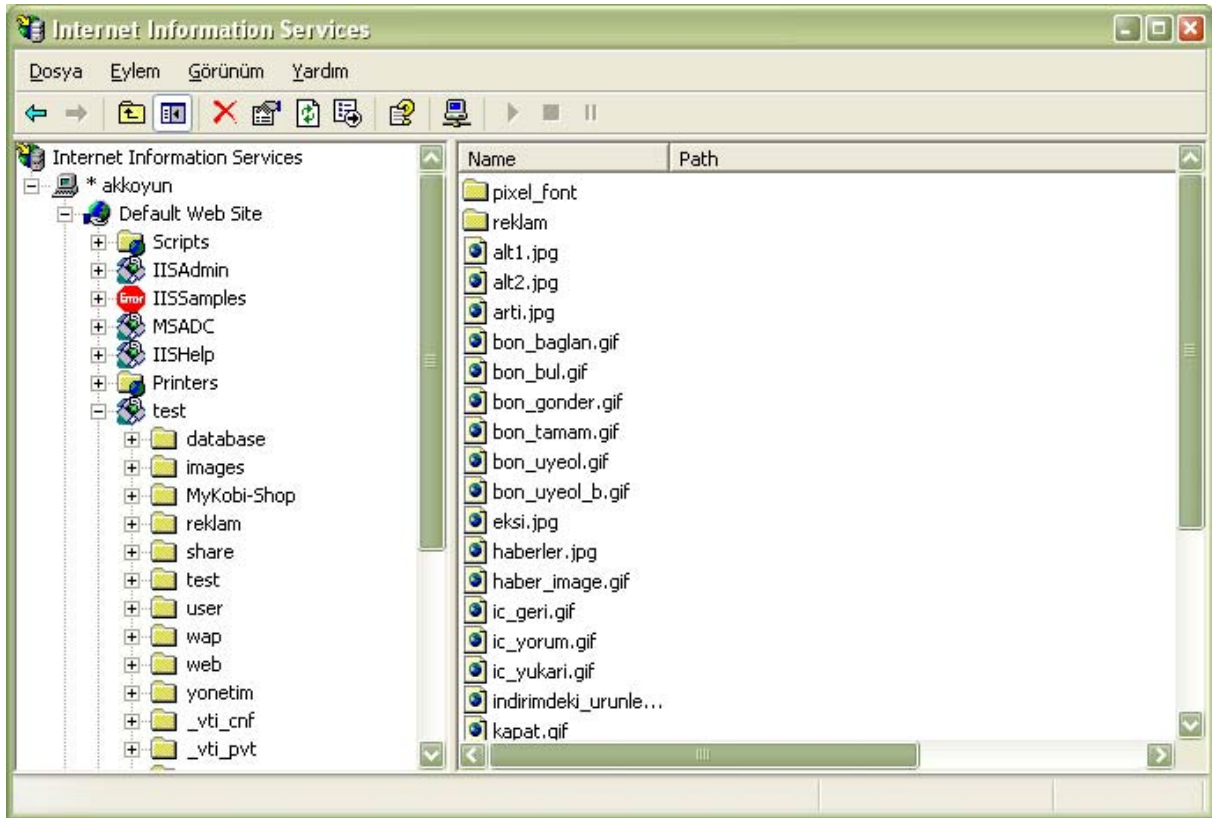 Internet Information Services
Dosya Eylem Görünüm Yardım
Internet Information Services
* akkoyun
Default Web Site
Scripts
IISAdmin
Error IISSamples
MSADC
IISHelp
Printers
test
database
images
MyKobi-Shop
reklam
share
test
user
wap
web
yonetim
_vti_cnf
_vti_pvt
Name Path
pixel_font
reklam
alt1.jpg
alt2.jpg
arti.jpg
bon_baglan.gif
bon_bul.gif
bon_gonder.gif
bon_tamam.gif
bon_uyeol.gif
bon_uyeol_b.gif
eksi.jpg
haberler.jpg
haber_image.gif
ic_geri.gif
ic_yorum.gif
ic_yukari.gif
indirimdeki_urunle...
kapat.gif